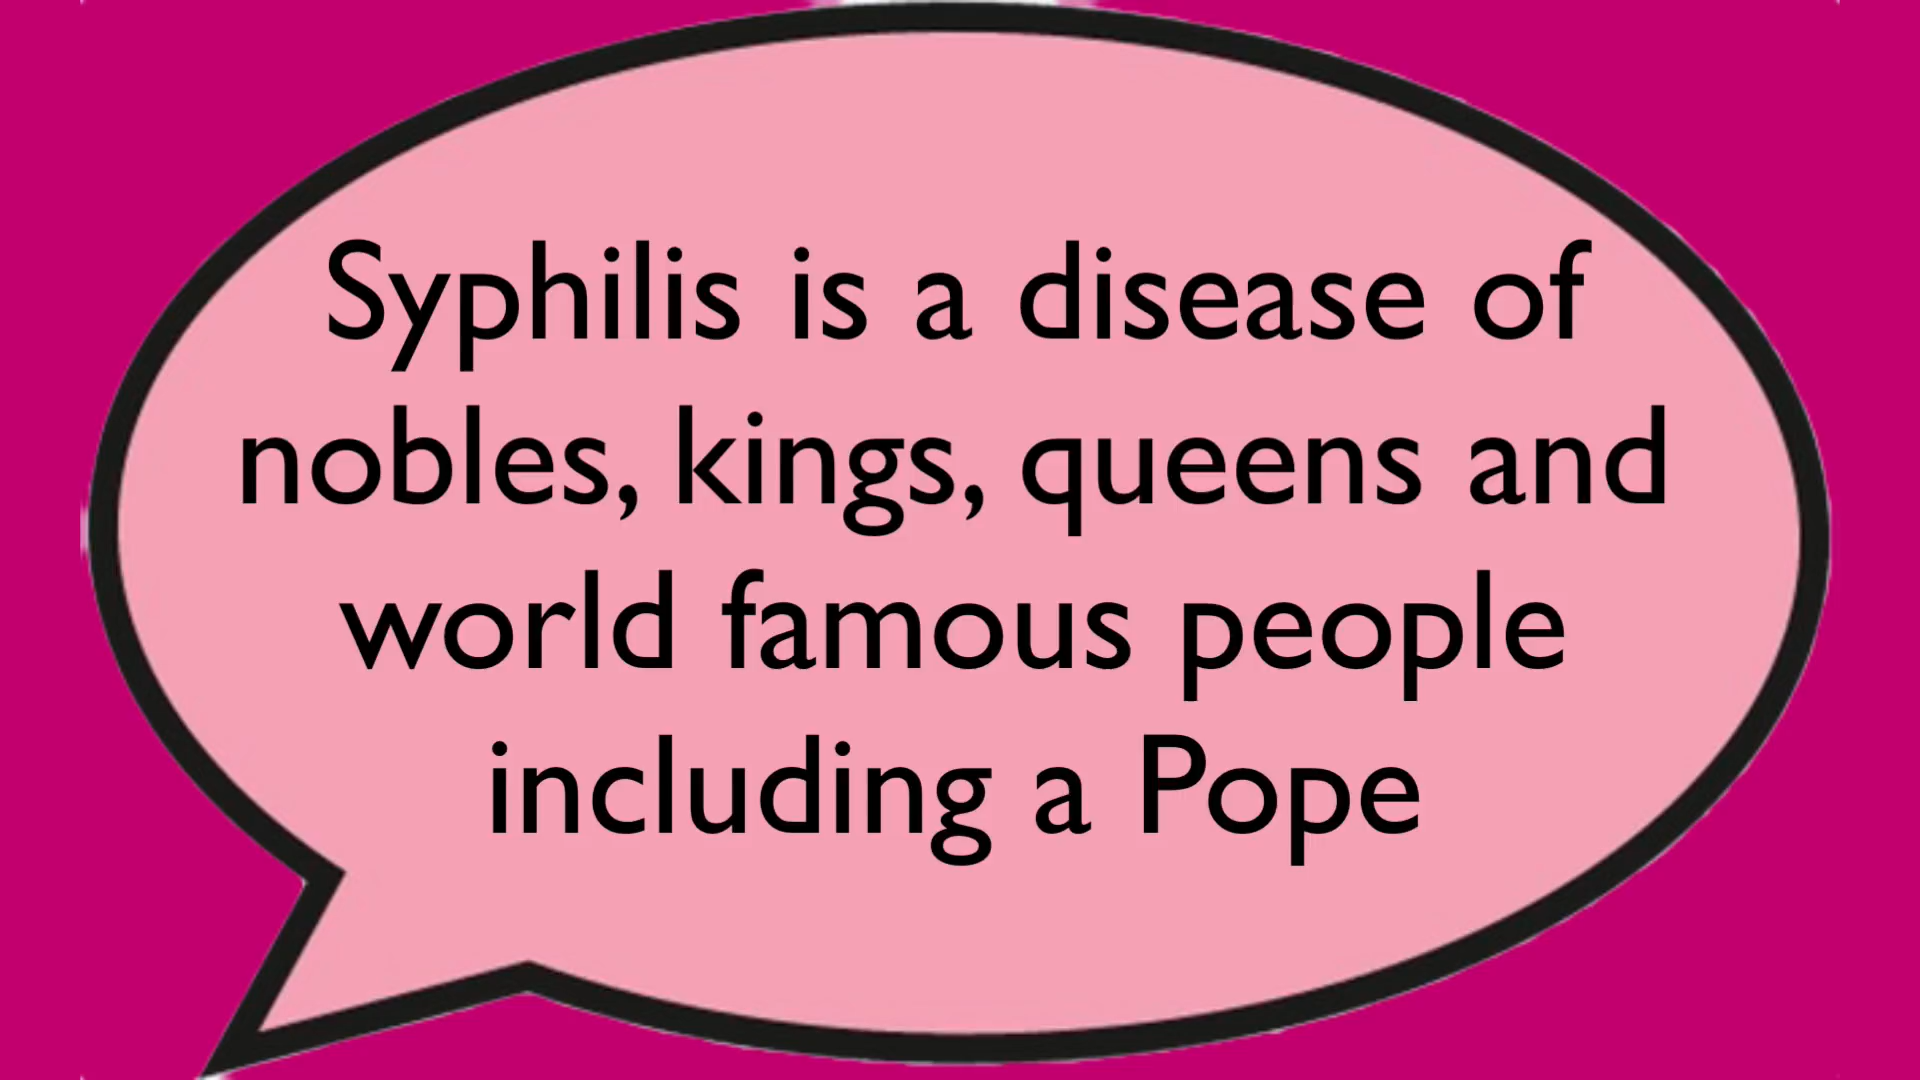 Syphilis is a disease of
nobles, kings, queens and
world famous people
including a Pope